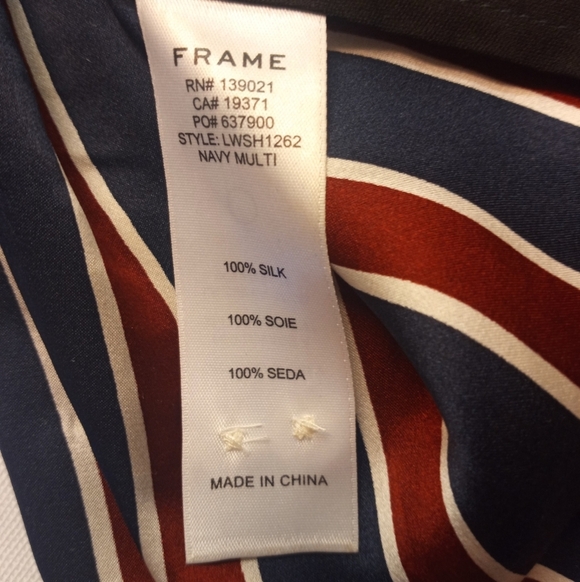 FRAME
RN# 139021
CA# 19371
PO# 637900
STYLE: LWSH1262
NAVY MULTI
100% SILK
100% SOIE
100% SEDA
MADE IN CHINA